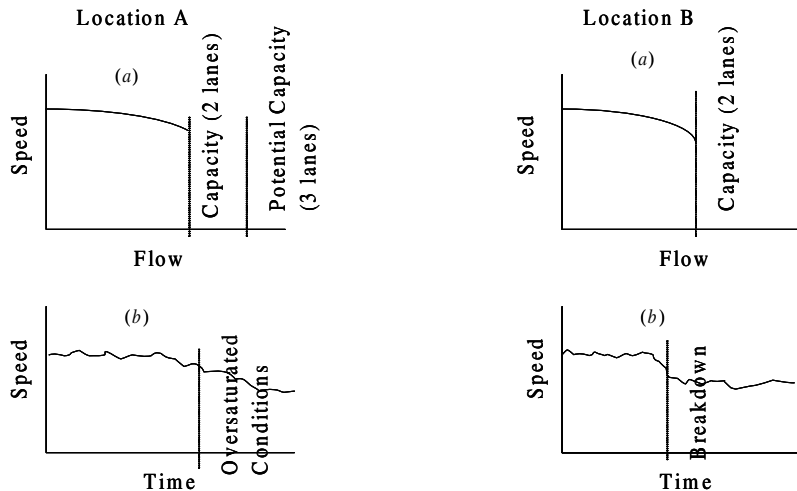 Location A
(a)
Speed
Capacity (2 lanes)
Potential Capacity
(3 lanes)
Flow
(b)
Speed
Oversaturated
Conditions
Time
Location B
(a)
Speed
Capacity (2 lanes)
Flow
(b)
Speed
Breakdown
Time